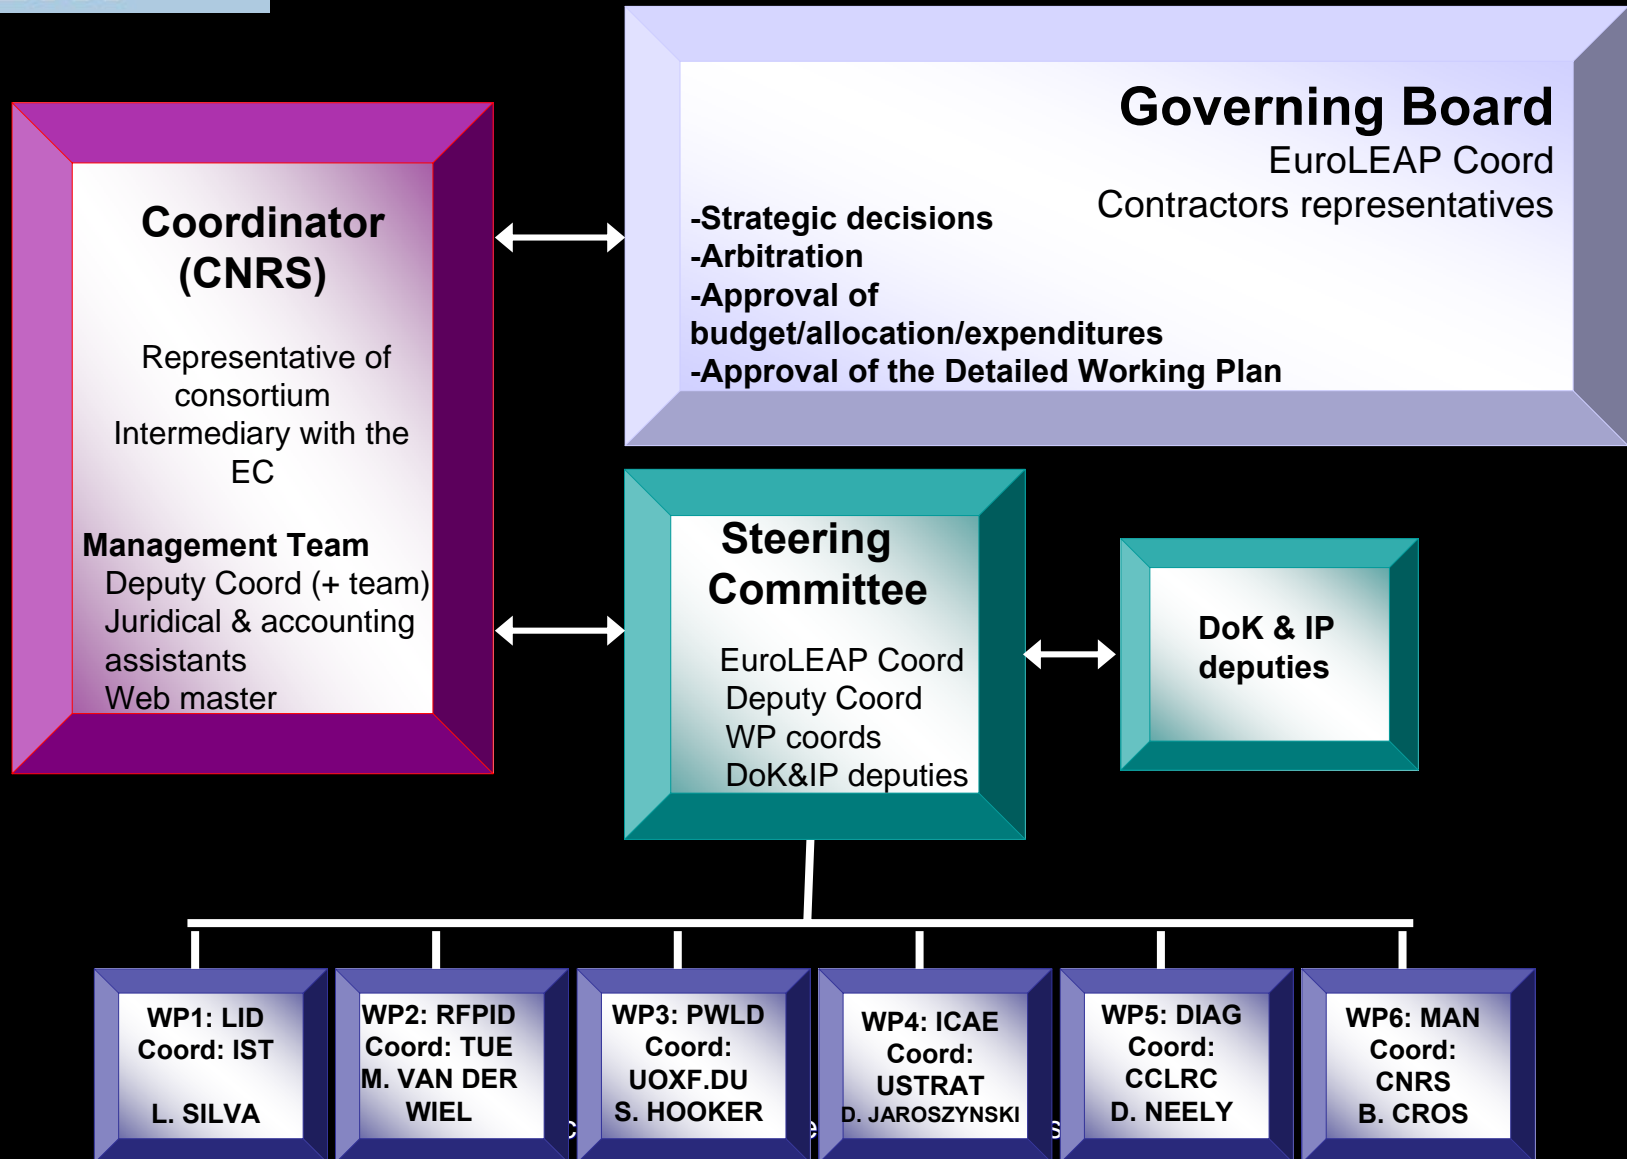 Governing Board
EuroLEAP Coord
Contractors representatives
-Strategic decisions
-Arbitration
-Approval of
budget/allocation/expenditures
-Approval of the Detailed Working Plan
Coordinator
(CNRS)
Representative of
consortium
Intermediary with the
EC
Management Team
Deputy Coord (+ team)
Juridical & accounting
assistants
Web master
Steering
Committee
EuroLEAP Coord
Deputy Coord
WP coords
DoK&IP deputies
DoK & IP
deputies
WP1: LID
Coord: IST
L. SILVA
WP2: RFPID
Coord: TUE
M. VAN DER
WIEL
WP3: PWLD
Coord:
UOXF.DU
S. HOOKER
WP4: ICAE
Coord:
USTRAT
D. JAROSZYNSKI
WP5: DIAG
Coord:
CCLRC
D. NEELY
WP6: MAN
Coord:
CNRS
B. CROS